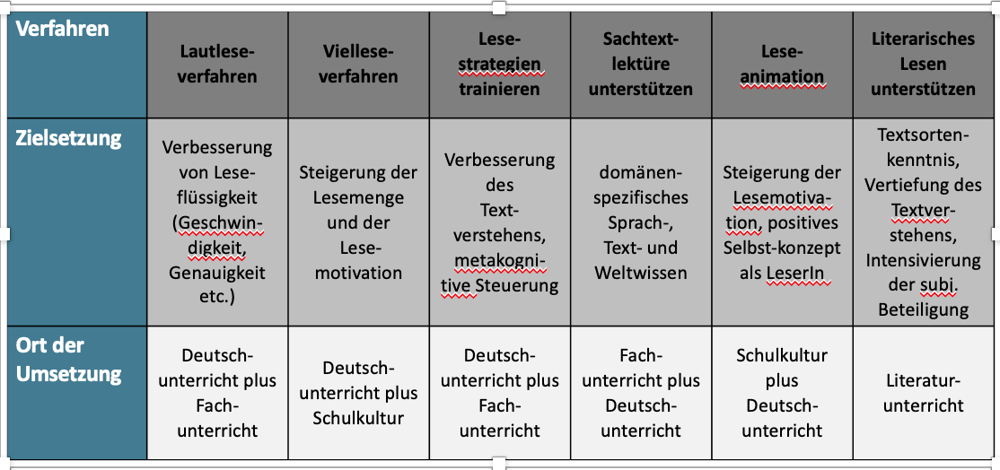 Verfahren
Lautlese-
verfahren
Viellese-
verfahren
Lese-
strategien
trainieren
Sachtext-
lektüre
unterstützen
Lese-
animation
Literarisches
Lesen
unterstützen
Zielsetzung
Verbesserung
von Lese-
flüssigkeit
(Geschwin-
digkeit,
Genauigkeit
etc.)
Steigerung der
Lesemenge
und der
Lese-
motivation
Verbesserung
des
Text-
verstehens,
metakogni-
tive Steuerung
domänen-
spezifisches
Sprach-,
Text- und
Weltwissen
Steigerung der
Lesemotiva-
tion, positives
Selbst-konzept
als LeserIn
Textsorten-
kenntnis,
Vertiefung des
Textver-
stehens,
Intensivierung
der subj.
Beteiligung
Ort der
Umsetzung
Deutsch-
unterricht plus
Fach-
unterricht
Deutsch-
unterricht plus
Schulkultur
Deutsch-
unterricht plus
Fach-
unterricht
Fach-
unterricht plus
Deutsch-
unterricht
Schulkultur
plus
Deutsch-
unterricht
Literatur-
unterricht